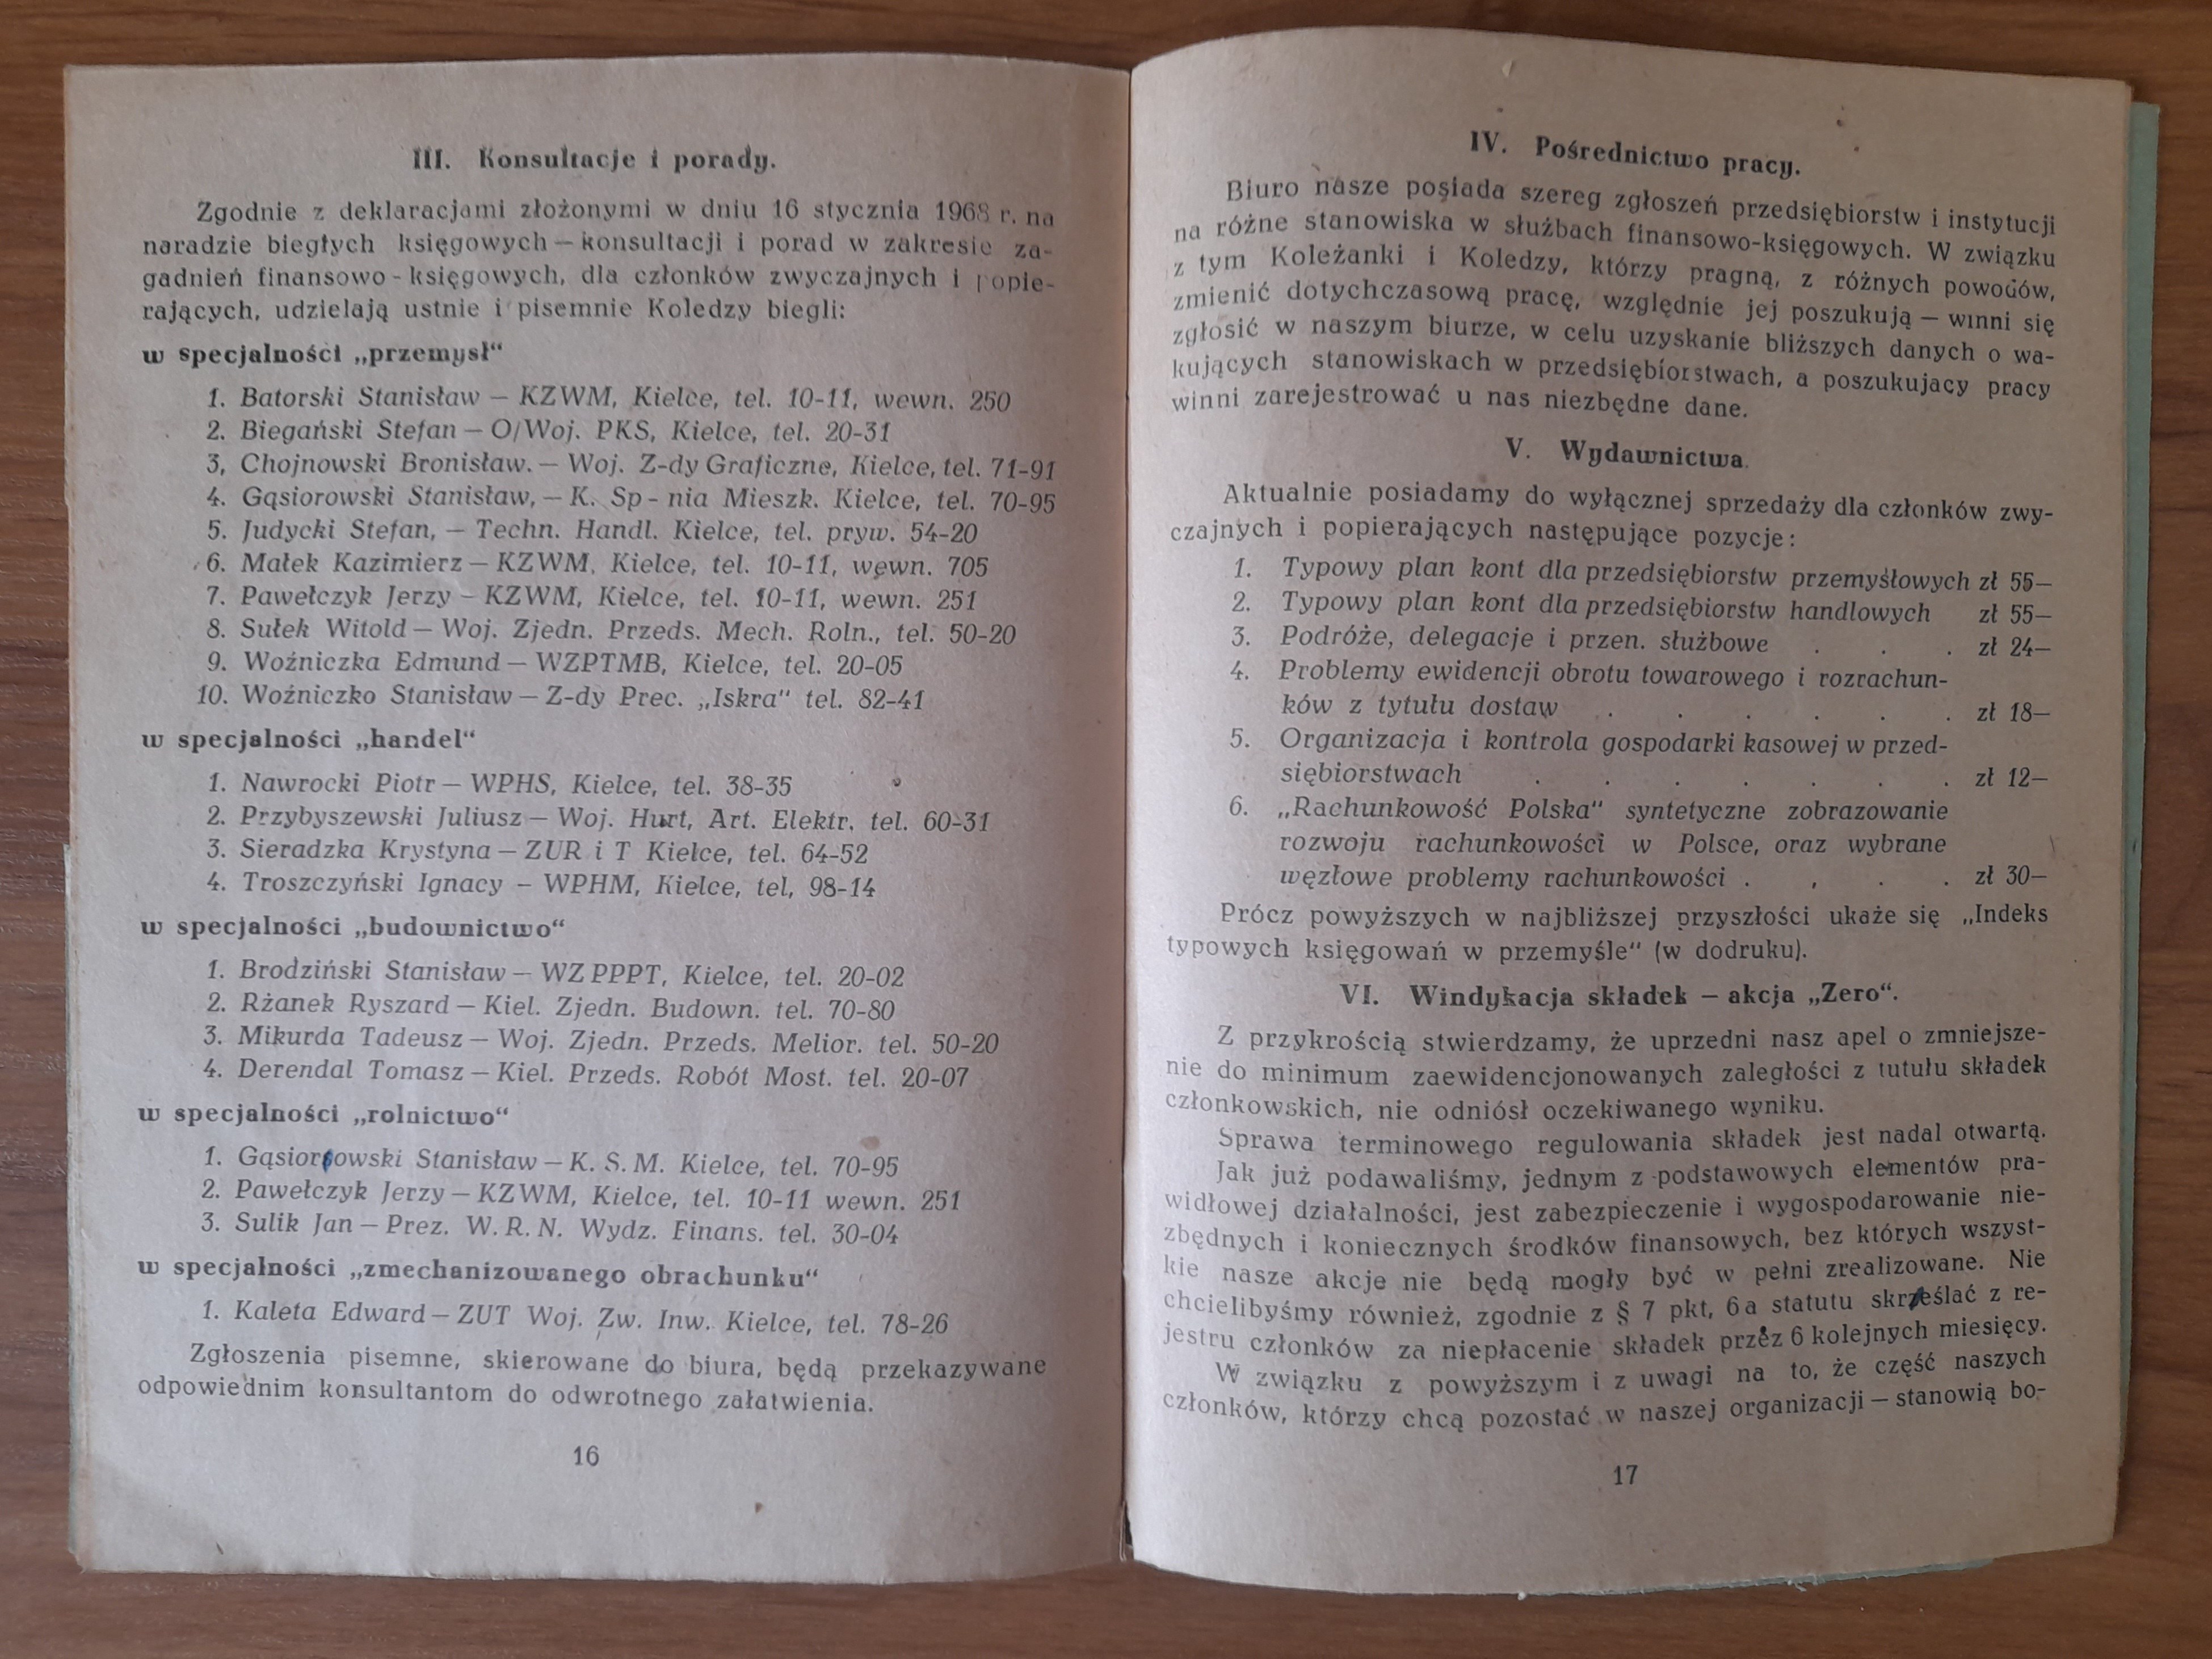 III. Konsultacje i porady.
Zgodnie z deklaracjami złożonymi w dniu 16 stycznia 1968 r. na
naradzie biegłych księgowych — konsultacji i porad w zakresie za-
gadnień finansowo - księgowych, dla członków zwyczajnych i popie-
rających, udzielają ustnie i pisemnie Koledzy biegli:
w specjalności „przemysł“
1. Batorski Stanisław — KZWM, Kielce, tel. 10-11, wewn. 250
2. Biegański Stefan — O/Woj. PKS, Kielce, tel. 20-31
3, Chojnowski Bronisław. — Woj. Z-dy Graficzne, Kielce, tel. 71-91
4. Gąsiorowski Stanisław, — K. Sp - nia Mieszk. Kielce, tel. 70-95
5. Judycki Stefan, — Techn. Handl. Kielce, tel. pryw. 54-20
6. Małek Kazimierz — KZWM, Kielce, tel. 10-11, wewn. 705
7. Pawełczyk Jerzy — KZWM, Kielce, tel. 10-11, wewn. 251
8. Sułek Witold — Woj. Zjedn. Przeds. Mech. Roln., tel. 50-20
9. Woźniczka Edmund — WZPTMB, Kielce, tel. 20-05
10. Woźniczko Stanisław — Z-dy Prec. „Iskra" tel. 82-41
w specjalności „handel“
1. Nawrocki Piotr — WPHS, Kielce, tel. 38-35
2. Przybyszewski Juliusz — Woj. Hurt, Art. Elektr. tel. 60-31
3. Sieradzka Krystyna — ZUR i T Kielce, tel. 64-52
4. Troszczyński Ignacy — WPHM, Kielce, tel, 98-14
w specjalności „budownictwo“
1. Brodziński Stanisław — WZ PPPT, Kielce, tel. 20-02
2. Rżanek Ryszard — Kiel. Zjedn. Budown. tel. 70-80
3. Mikurda Tadeusz — Woj. Zjedn. Przeds. Melior. tel. 50-20
4. Derendal Tomasz — Kiel. Przeds. Robót Most. tel. 20-07
w specjalności „rolnictwo“
1. Gąsiorowski Stanisław — K. S. M. Kielce, tel. 70-95
2. Pawełczyk Jerzy — KZWM, Kielce, tel. 10-11 wewn. 251
3. Sulik Jan — Prez. W. R. N. Wydz. Finans. tel. 30-04
w specjalności „zmechanizowanego obrachunku“
1. Kaleta Edward — ZUT Woj. Zw. Inw. Kielce, tel. 78-26
Zgłoszenia pisemne, skierowane do biura, będą przekazywane
odpowiednim konsultantom do odwrotnego załatwienia.
16
IV. Pośrednictwo pracy.
Biuro nasze posiada szereg zgłoszeń przedsiębiorstw i instytucji
na różne stanowiska w służbach finansowo-księgowych. W związku
z tym Koleżanki i Koledzy, którzy pragną, z różnych powodów,
zmienić dotychczasową pracę, względnie jej poszukują — winni się
zgłosić w naszym biurze, w celu uzyskanie bliższych danych o wa-
kujących stanowiskach w przedsiębiorstwach, a poszukujacy pracy
winni zarejestrować u nas niezbędne dane.
V. Wydawnictwa.
Aktualnie posiadamy do wyłącznej sprzedaży dla członków zwy-
czajnych i popierających następujące pozycje:
1. Typowy plan kont dla przedsiębiorstw przemysłowych zł 55—
2. Typowy plan kont dla przedsiębiorstw handlowych zł 55—
3. Podróże, delegacje i przen. służbowe . . . zł 24—
4. Problemy ewidencji obrotu towarowego i rozrachun-
ków z tytułu dostaw . . . . . . zł 18—
5. Organizacja i kontrola gospodarki kasowej w przed-
siębiorstwach . . . . . . . zł 12—
6. „Rachunkowość Polska" syntetyczne zobrazowanie
rozwoju rachunkowości w Polsce, oraz wybrane
węzłowe problemy rachunkowości . , . . zł 30—
Prócz powyższych w najbliższej przyszłości ukaże się „Indeks
typowych księgowań w przemyśle" (w dodruku).
VI. Windykacja składek — akcja „Zero“.
Z przykrością stwierdzamy, że uprzedni nasz apel o zmniejsze-
nie do minimum zaewidencjonowanych zaległości z tutułu składek
członkowskich, nie odniósł oczekiwanego wyniku.
Sprawa terminowego regulowania składek jest nadal otwartą.
Jak już podawaliśmy, jednym z podstawowych elementów pra-
widłowej działalności, jest zabezpieczenie i wygospodarowanie nie-
zbędnych i koniecznych środków finansowych, bez których wszyst-
kie nasze akcje nie będą mogły być w pełni zrealizowane. Nie
chcielibyśmy również, zgodnie z § 7 pkt, 6a statutu skrześlać z re-
jestru członków za niepłacenie składek przez 6 kolejnych miesięcy.
W związku z powyższym i z uwagi na to, że część naszych
członków, którzy chcą pozostać w naszej organizacji — stanowią bo-
17